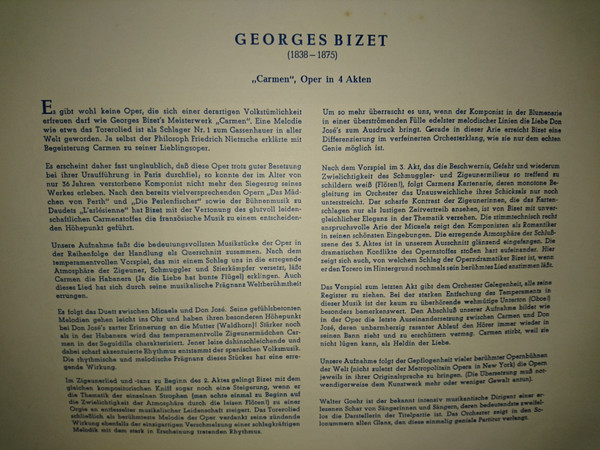 GEORGES BIZET
(1838–1875)
„Carmen“, Oper in 4 Akten
Es gibt wohl keine Oper, die sich einer derartigen Volkstümlichkeit
erfreuen darf wie Georges Bizet's Meisterwerk „Carmen“. Eine Melodie
wie etwa das Torerolied ist als Schlager Nr. 1 zum Gassenhauer in aller
Welt geworden. Ja selbst der Philosoph Friedrich Nietzsche erklärte mit
Begeisterung Carmen zu seiner Lieblingsoper.
Es erscheint daher fast unglaublich, daß diese Oper trotz guter Besetzung
bei ihrer Uraufführung in Paris durchfiel; so konnte der im Alter von
nur 36 Jahren verstorbene Komponist nicht mehr den Siegeszug seines
Werkes erleben. Nach den bereits vielversprechenden Opern „Das Mäd
chen von Perth“ und „Die Perlenfischer“ sowie der Bühnenmusik zu
Daudets „L'arlésienne“ hat Bizet mit der Vertonung des glutvoll leiden-
schaftlichen Carmenstoffes die französische Musik zu einem entscheiden-
den Höhepunkt geführt.
Unsere Aufnahme faßt die bedeutungsvollsten Musikstücke der Oper in
der Reihenfolge der Handlung als Querschnitt zusammen. Nach dem
temperamentvollen Vorspiel, das mit einem Schlag uns in die erregende
Atmosphäre der Zigeuner, Schmuggler und Stierkämpfer versetzt, läßt
Carmen die Habanera (Ja die Liebe hat bunte Flügel) erklingen. Auch
dieses Lied hat sich durch seine musikalische Prägnanz Weltberühmtheit
errungen.
Es folgt das Duett zwischen Micaela und Don José. Seine gefühlsbetonten
Melodien gehen leicht ins Ohr und haben ihren besonderen Höhepunkt
bei Don José's zarter Erinnerung an die Mutter (Waldhorn)! Stärker noch
als in der Habanera wird das temperamentvolle Zigeunermädchen Car-
men in der Seguidilla charakterisiert. Jener leise dahinschleichende und
dabei scharf akzentuierte Rhythmus entstammt der spanischen Volksmusik.
Die rhythmische und melodische Prägnanz dieses Stückes hat eine erre-
gende Wirkung.
Im Zigeunerlied und -tanz zu Beginn des 2. Aktes gelingt Bizet mit dem
gleichen kompositorischen Kniff sogar noch eine Steigerung, wenn er
die Thematik der einzelnen Strophen (man achte einmal zu Beginn auf
die Zwielichtigkeit der Atmosphäre durch die leisen Flöten!) zu einer
Orgie an entfesselter musikalischer Leidenschaft steigert. Das Torerolied
schließlich als berühmteste Melodie der Oper verdankt seine zündende
Wirkung ebenfalls der einzigartigen Verschmelzung einer schlagkräftigen
Melodik mit dem stark in Erscheinung tretenden Rhythmus.
Um so mehr überrascht es uns, wenn der Komponist in der Blumenarie
in einer überströmenden Fülle edelster melodischer Linien die Liebe Don
José's zum Ausdruck bringt. Gerade in dieser Arie erreicht Bizet eine
Differenzierung im verfeinerten Orchesterklang, wie sie nur dem echten
Genie möglich ist.
Nach dem Vorspiel im 3. Akt, das die Beschwernis, Gefahr und wiederum
Zwielichtigkeit des Schmuggler- und Zigeunermilieus so treffend zu
schildern weiß (Flöten!), folgt Carmens Kartenarie, deren monotone Be-
gleitung im Orchester das Unausweichliche ihres Schicksals nur noch
unterstreicht. Der scharfe Kontrast der Zigeunerinnen, die das Karten-
schlagen nur als lustigen Zeitvertreib ansehen, ist von Bizet mit unver-
gleichlicher Eleganz in der Thematik versehen. Die stimmtechnisch recht
anspruchsvolle Arie der Micaela zeigt den Komponisten als Romantiker
in seinen schönsten Eingebungen. Die erregende Atmosphäre der Schluß-
szene des 3. Aktes ist in unserem Ausschnitt glänzend eingefangen. Die
dramatischen Konflikte des Opernstoffes stoßen hart aufeinander. Hier
zeigt sich auch, von welchem Schlag der Operndramatiker Bizet ist, wenn
er den Torero im Hintergrund nochmals sein berühmtes Lied anstimmen läßt.
Das Vorspiel zum letzten Akt gibt dem Orchester Gelegenheit, alle seine
Register zu ziehen. Bei der starken Entfachung des Temperaments in
dieser Musik ist der kaum zu überhörende wehmütige Unterton (Oboe!)
besonders bemerkenswert. Den Abschluß unserer Aufnahme bildet wie
in der Oper die letzte Auseinandersetzung zwischen Carmen und Don
José, deren unbarmherzig rasanter Ablauf den Hörer immer wieder in
seinen Bann zieht und zu erschüttern vermag. Carmen stirbt, weil sie
nicht lügen kann, als Heldin der Liebe.
Unsere Aufnahme folgt der Gepflogenheit vieler berühmter Opernbühnen
der Welt (nicht zuletzt der Metropolitain Opera in New York) die Opern
jeweils in ihrer Originalsprache zu bringen. (Die Übersetzung muß not-
wendigerweise dem Kunstwerk mehr oder weniger Gewalt antun).
Walter Goehr ist der bekannt intensiv musikantische Dirigent einer er-
lesenen Schar von Sängerinnen und Sängern, deren bedeutendste zweifel-
los die Darstellerin der Titelpartie ist. Das Orchester zeigt in den So-
lonummern allen Glanz, den diese einmalig geniale Partitur verlangt.